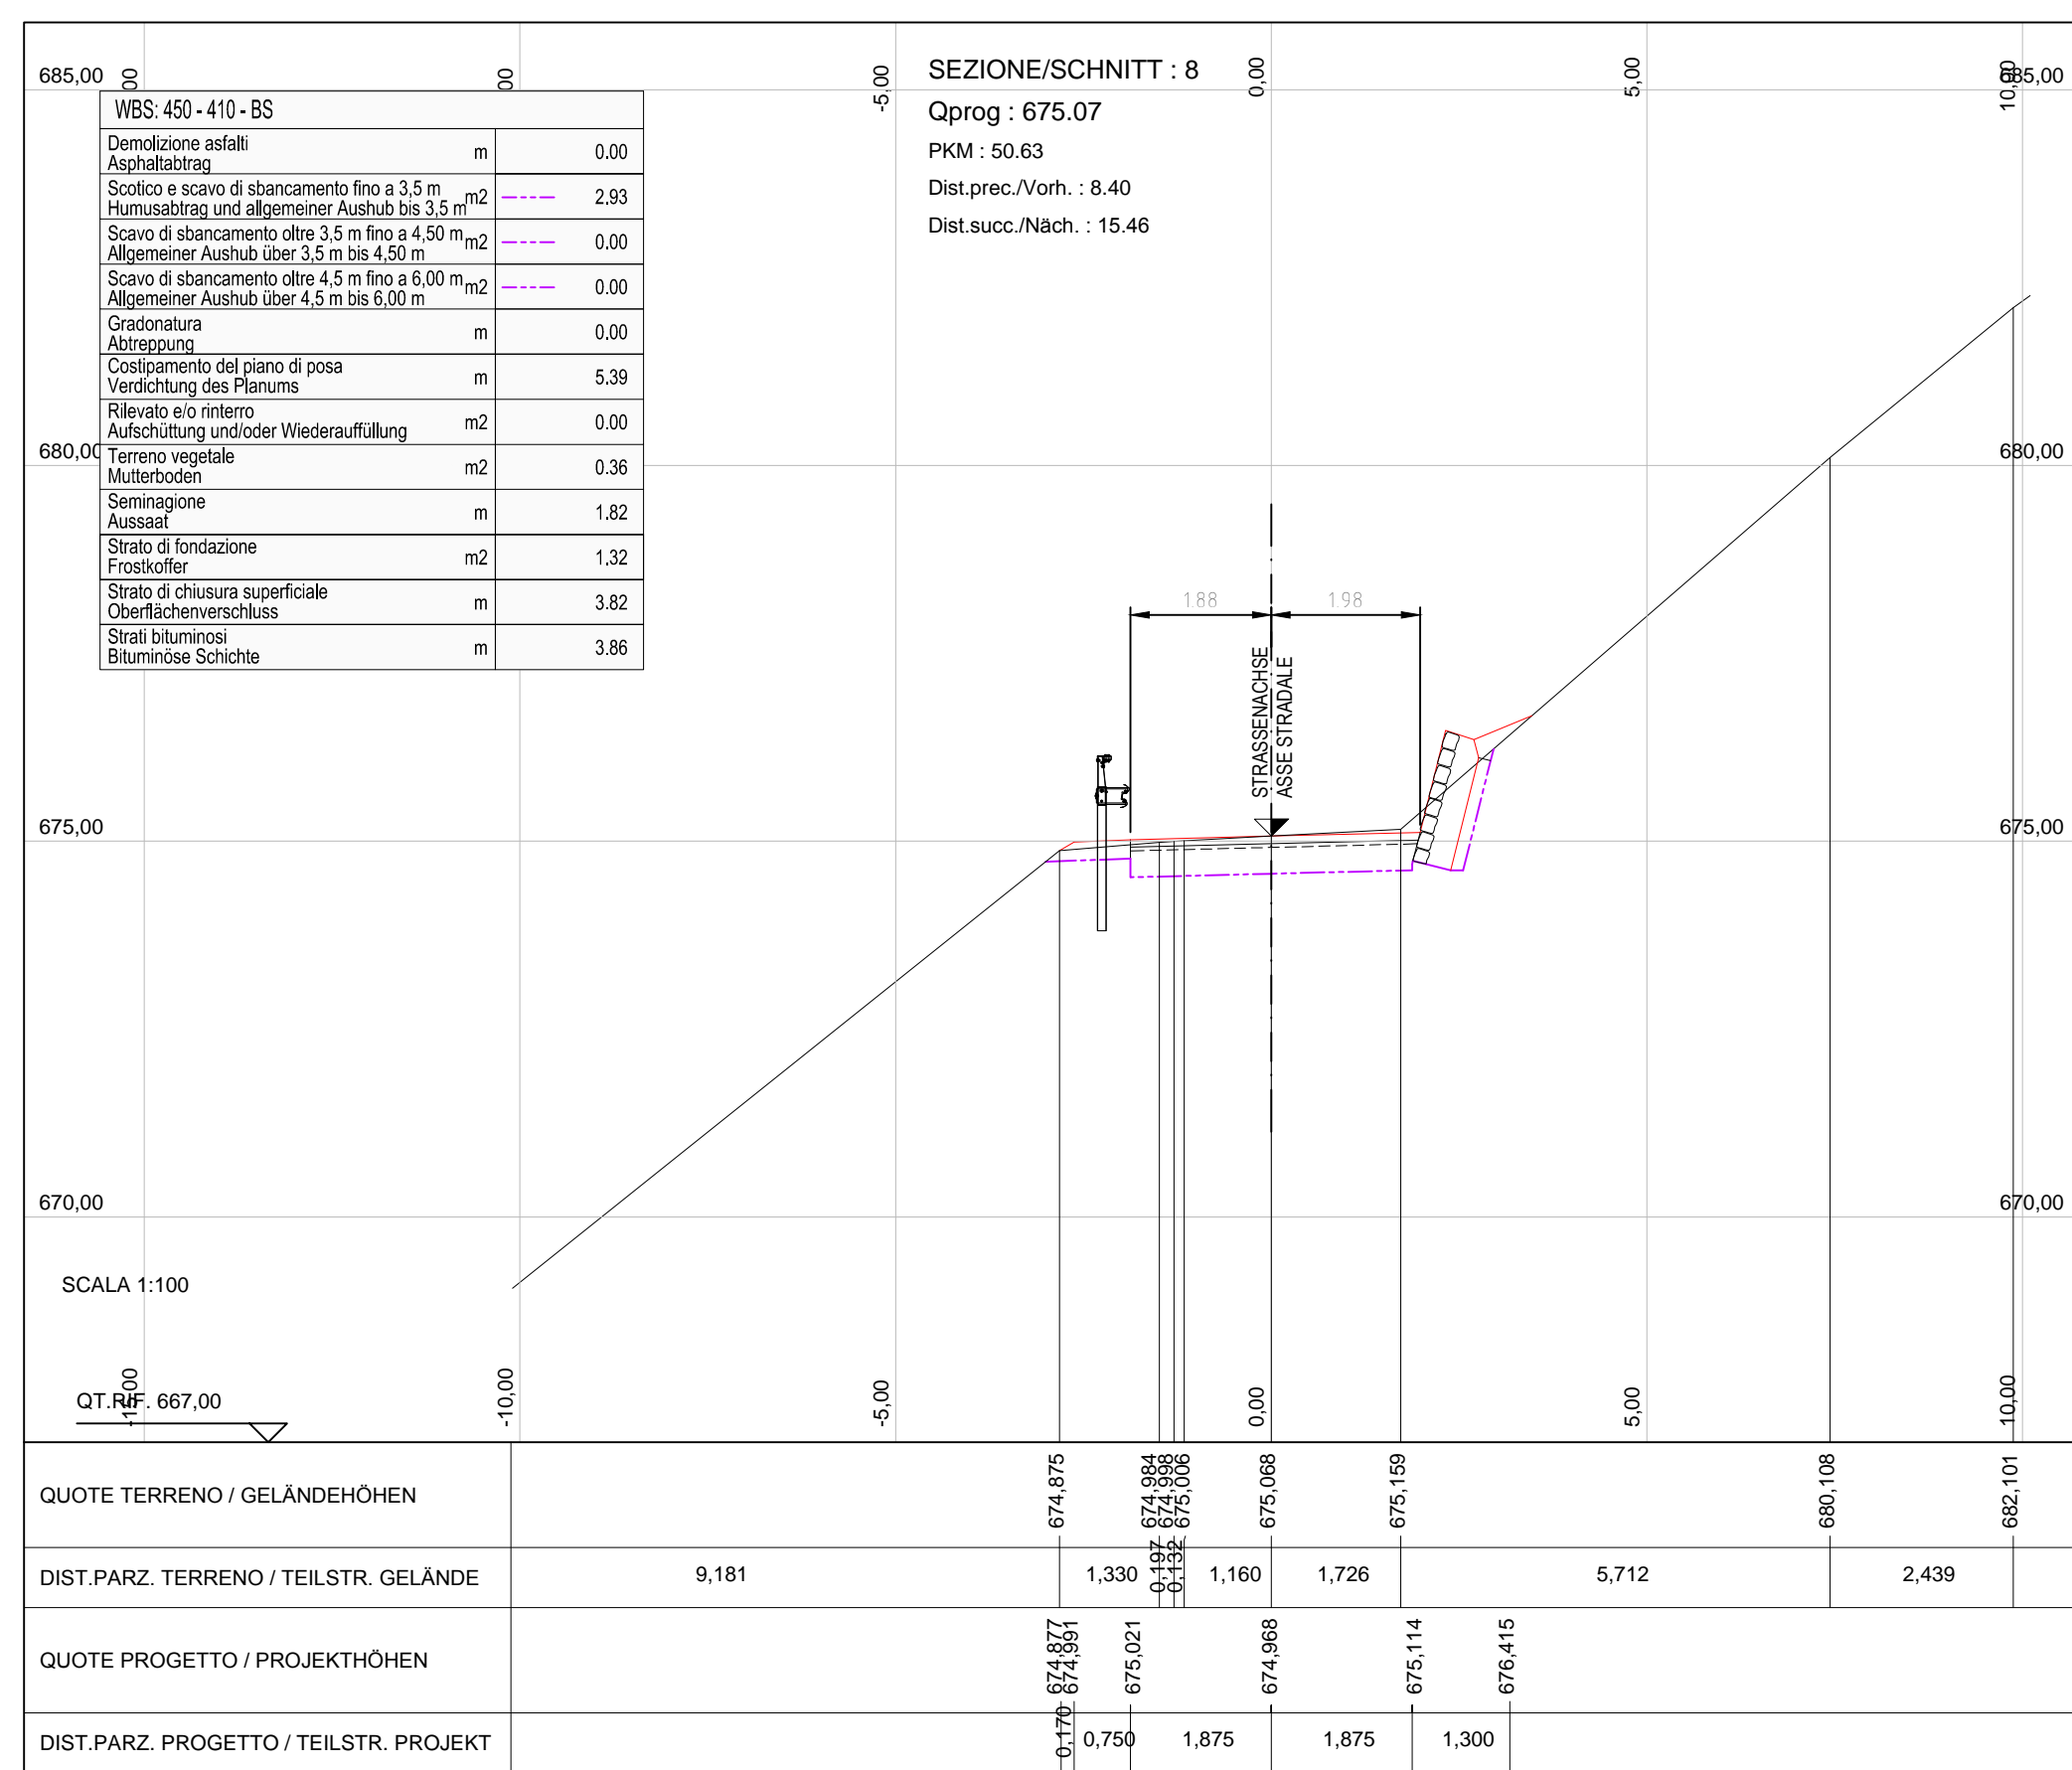 685,00
-5,00
0,00
5,00
10,00
685,00
SEZIONE/SCHNITT : 8
Qprog : 675.07
PKM : 50.63
Dist.prec./Vorh. : 8.40
Dist.succ./Näch. : 15.46
WBS: 450 - 410 - BS
Demolizione asfalti
Asphaltabtrag m 0.00
Scotico e scavo di sbancamento fino a 3,5 m
Humusabtrag und allgemeiner Aushub bis 3,5 m m2 2.93
Scavo di sbancamento oltre 3,5 m fino a 4,50 m
Allgemeiner Aushub über 3,5 m bis 4,50 m m2 0.00
Scavo di sbancamento oltre 4,5 m fino a 6,00 m
Allgemeiner Aushub über 4,5 m bis 6,00 m m2 0.00
Gradonatura
Abtreppung m 0.00
Costipamento del piano di posa
Verdichtung des Planums m 5.39
Rilevato e/o rinterro
Aufschüttung und/oder Wiederauffüllung m2 0.00
Terreno vegetale
Mutterboden m2 0.36
Seminagione
Aussaat m 1.82
Strato di fondazione
Frostkoffer m2 1.32
Strato di chiusura superficiale
Oberflächenverschluss m 3.82
Strati bituminosi
Bituminöse Schichte m 3.86
680,00
680,00
1.88
1.98
STRASSENACHSE
ASSE STRADALE
675,00
675,00
670,00
670,00
SCALA 1:100
QT.RIF. 667,00
-15,00
-10,00
-5,00
0,00
5,00
10,00
QUOTE TERRENO / GELÄNDEHÖHEN
674,875
674,984
674,998
675,006
675,068
675,159
680,108
682,101
DIST.PARZ. TERRENO / TEILSTR. GELÄNDE
9,181
1,330
0,197
0,132
1,160
1,726
5,712
2,439
QUOTE PROGETTO / PROJEKTHÖHEN
674,877
674,991
675,021
674,968
675,114
676,415
DIST.PARZ. PROGETTO / TEILSTR. PROJEKT
0,170
0,750
1,875
1,875
1,300